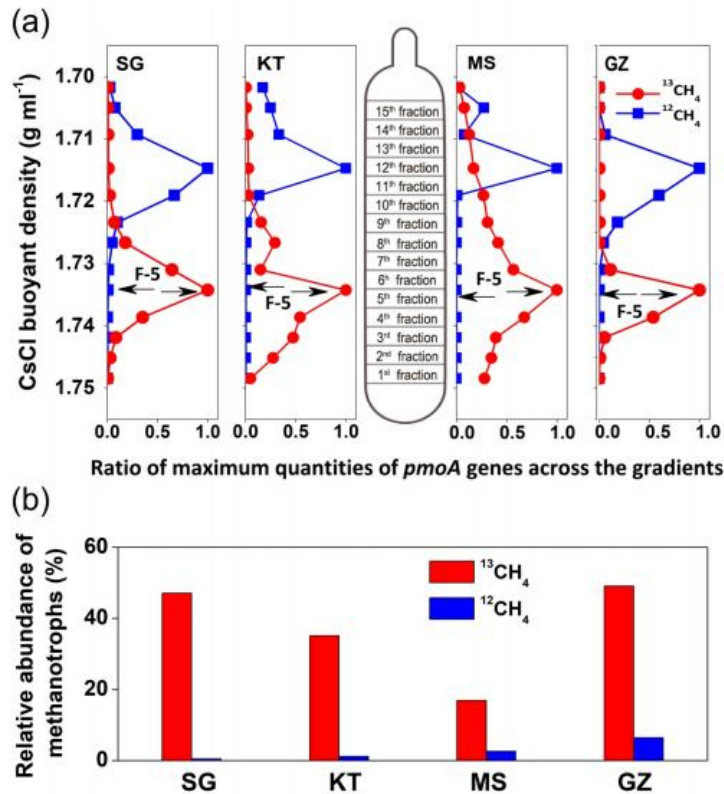 (a)
SG
KT
MS
GZ
¹³CH₄
¹²CH₄
CsCl buoyant density (g ml⁻¹)
1.70
1.71
1.72
1.73
1.74
1.75
15th fraction
14th fraction
13th fraction
12th fraction
11th fraction
10th fraction
9th fraction
8th fraction
7th fraction
6th fraction
5th fraction
4th fraction
3rd fraction
2nd fraction
1st fraction
F-5
F-5
F-5
F-5
0.0 0.5 1.0
0.0 0.5 1.0
0.0 0.5 1.0
0.0 0.5 1.0
Ratio of maximum quantities of pmoA genes across the gradients
(b)
Relative abundance of
methanotrophs (%)
60
40
20
0
¹³CH₄
¹²CH₄
SG KT MS GZ